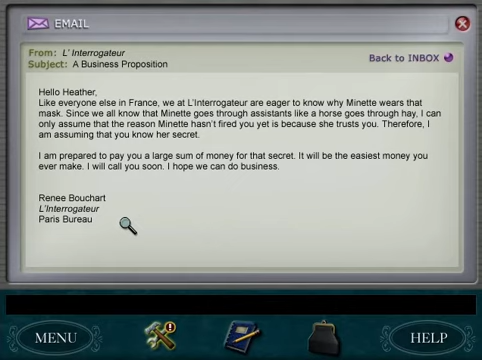 EMAIL
From: L' Interrogateur
Back to INBOX
Subject: A Business Proposition
Hello Heather,
Like everyone else in France, we at L'Interrogateur are eager to know why Minette wears that
mask. Since we all know that Minette goes through assistants like a horse goes through hay, I can
only assume that the reason Minette hasn't fired you yet is because she trusts you. Therefore, I
am assuming that you know her secret.
I am prepared to pay you a large sum of money for that secret. It will be the easiest money you
ever make. I will call you soon. I hope we can do business.
Renee Bouchart
L'Interrogateur
Paris Bureau
MENU
HELP